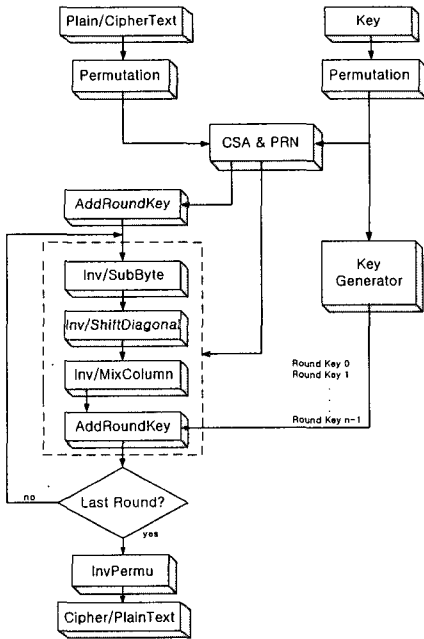 Plain/CipherText
Key
Permutation
Permutation
CSA & PRN
AddRoundKey
Inv/SubByte
Key
Generator
Inv/ShiftDiagonal
Inv/MixColumn
Round Key 0
Round Key 1
AddRoundKey
Round Key n-1
no
Last Round?
yes
InvPermu
Cipher/PlainText